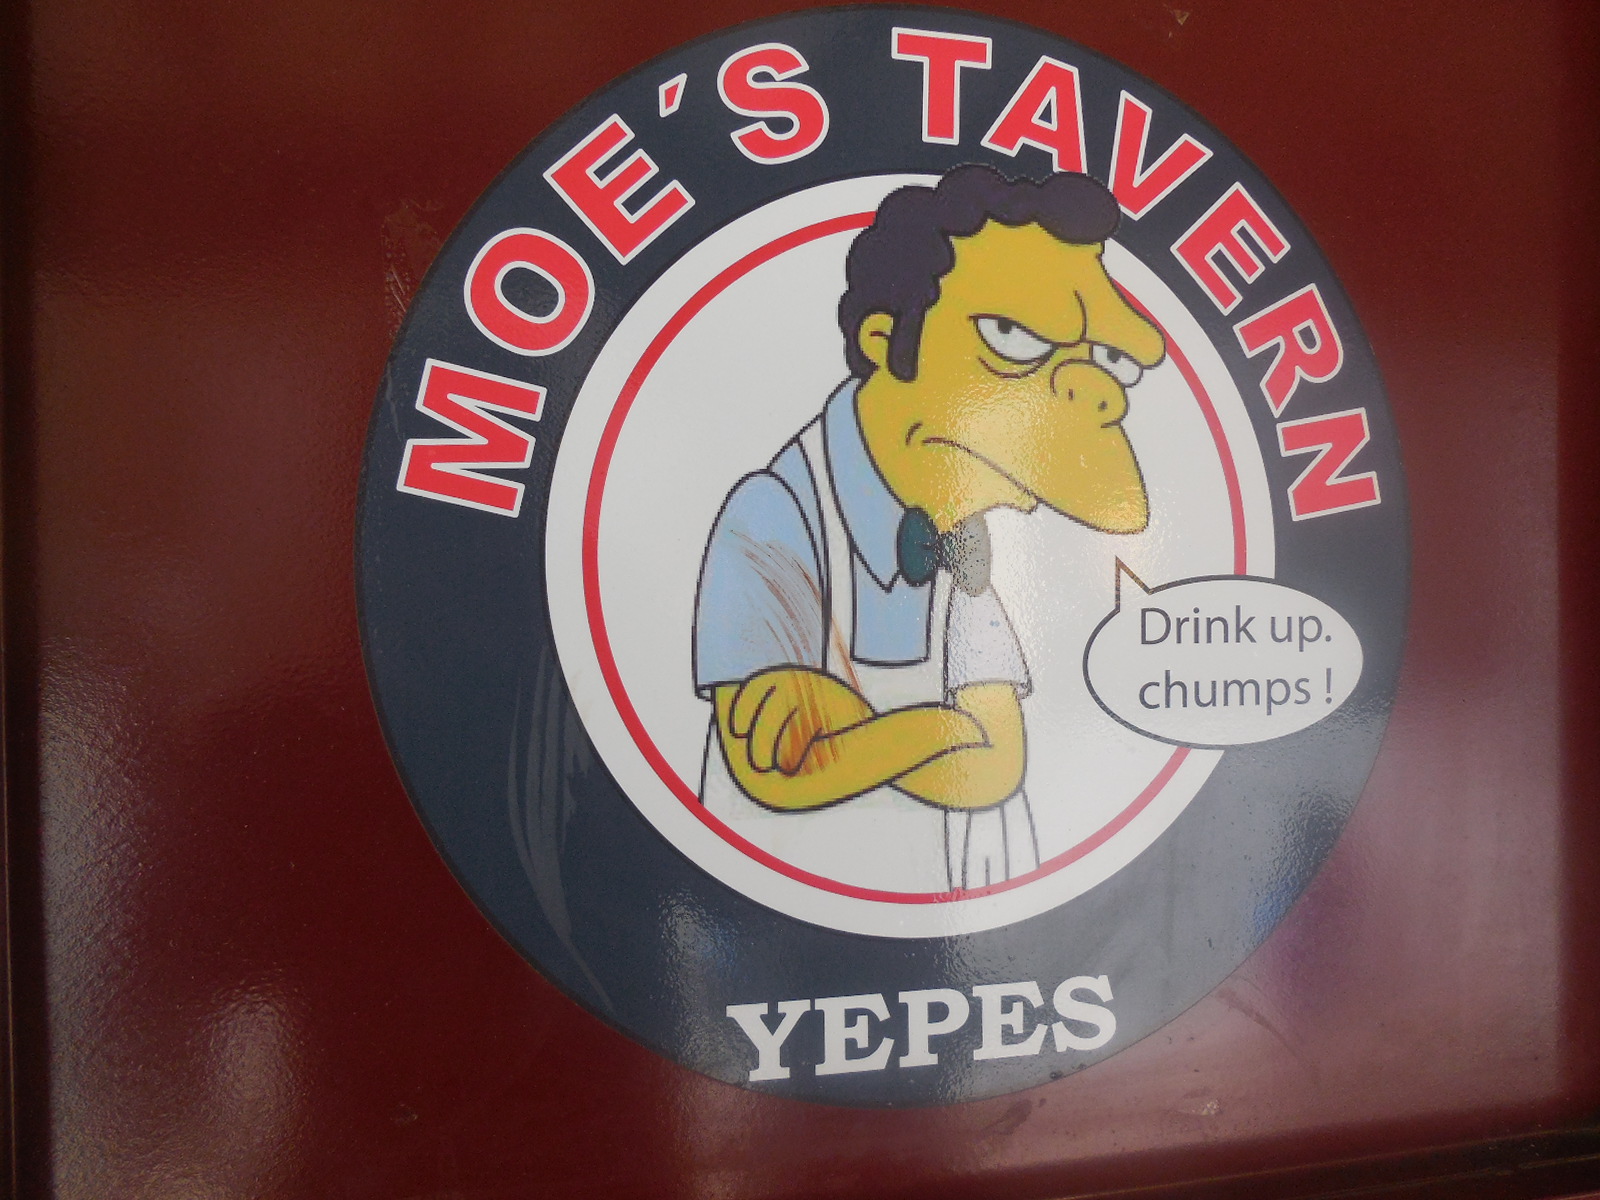 MOE´S TAVERN
Drink up.
chumps !
YEPES